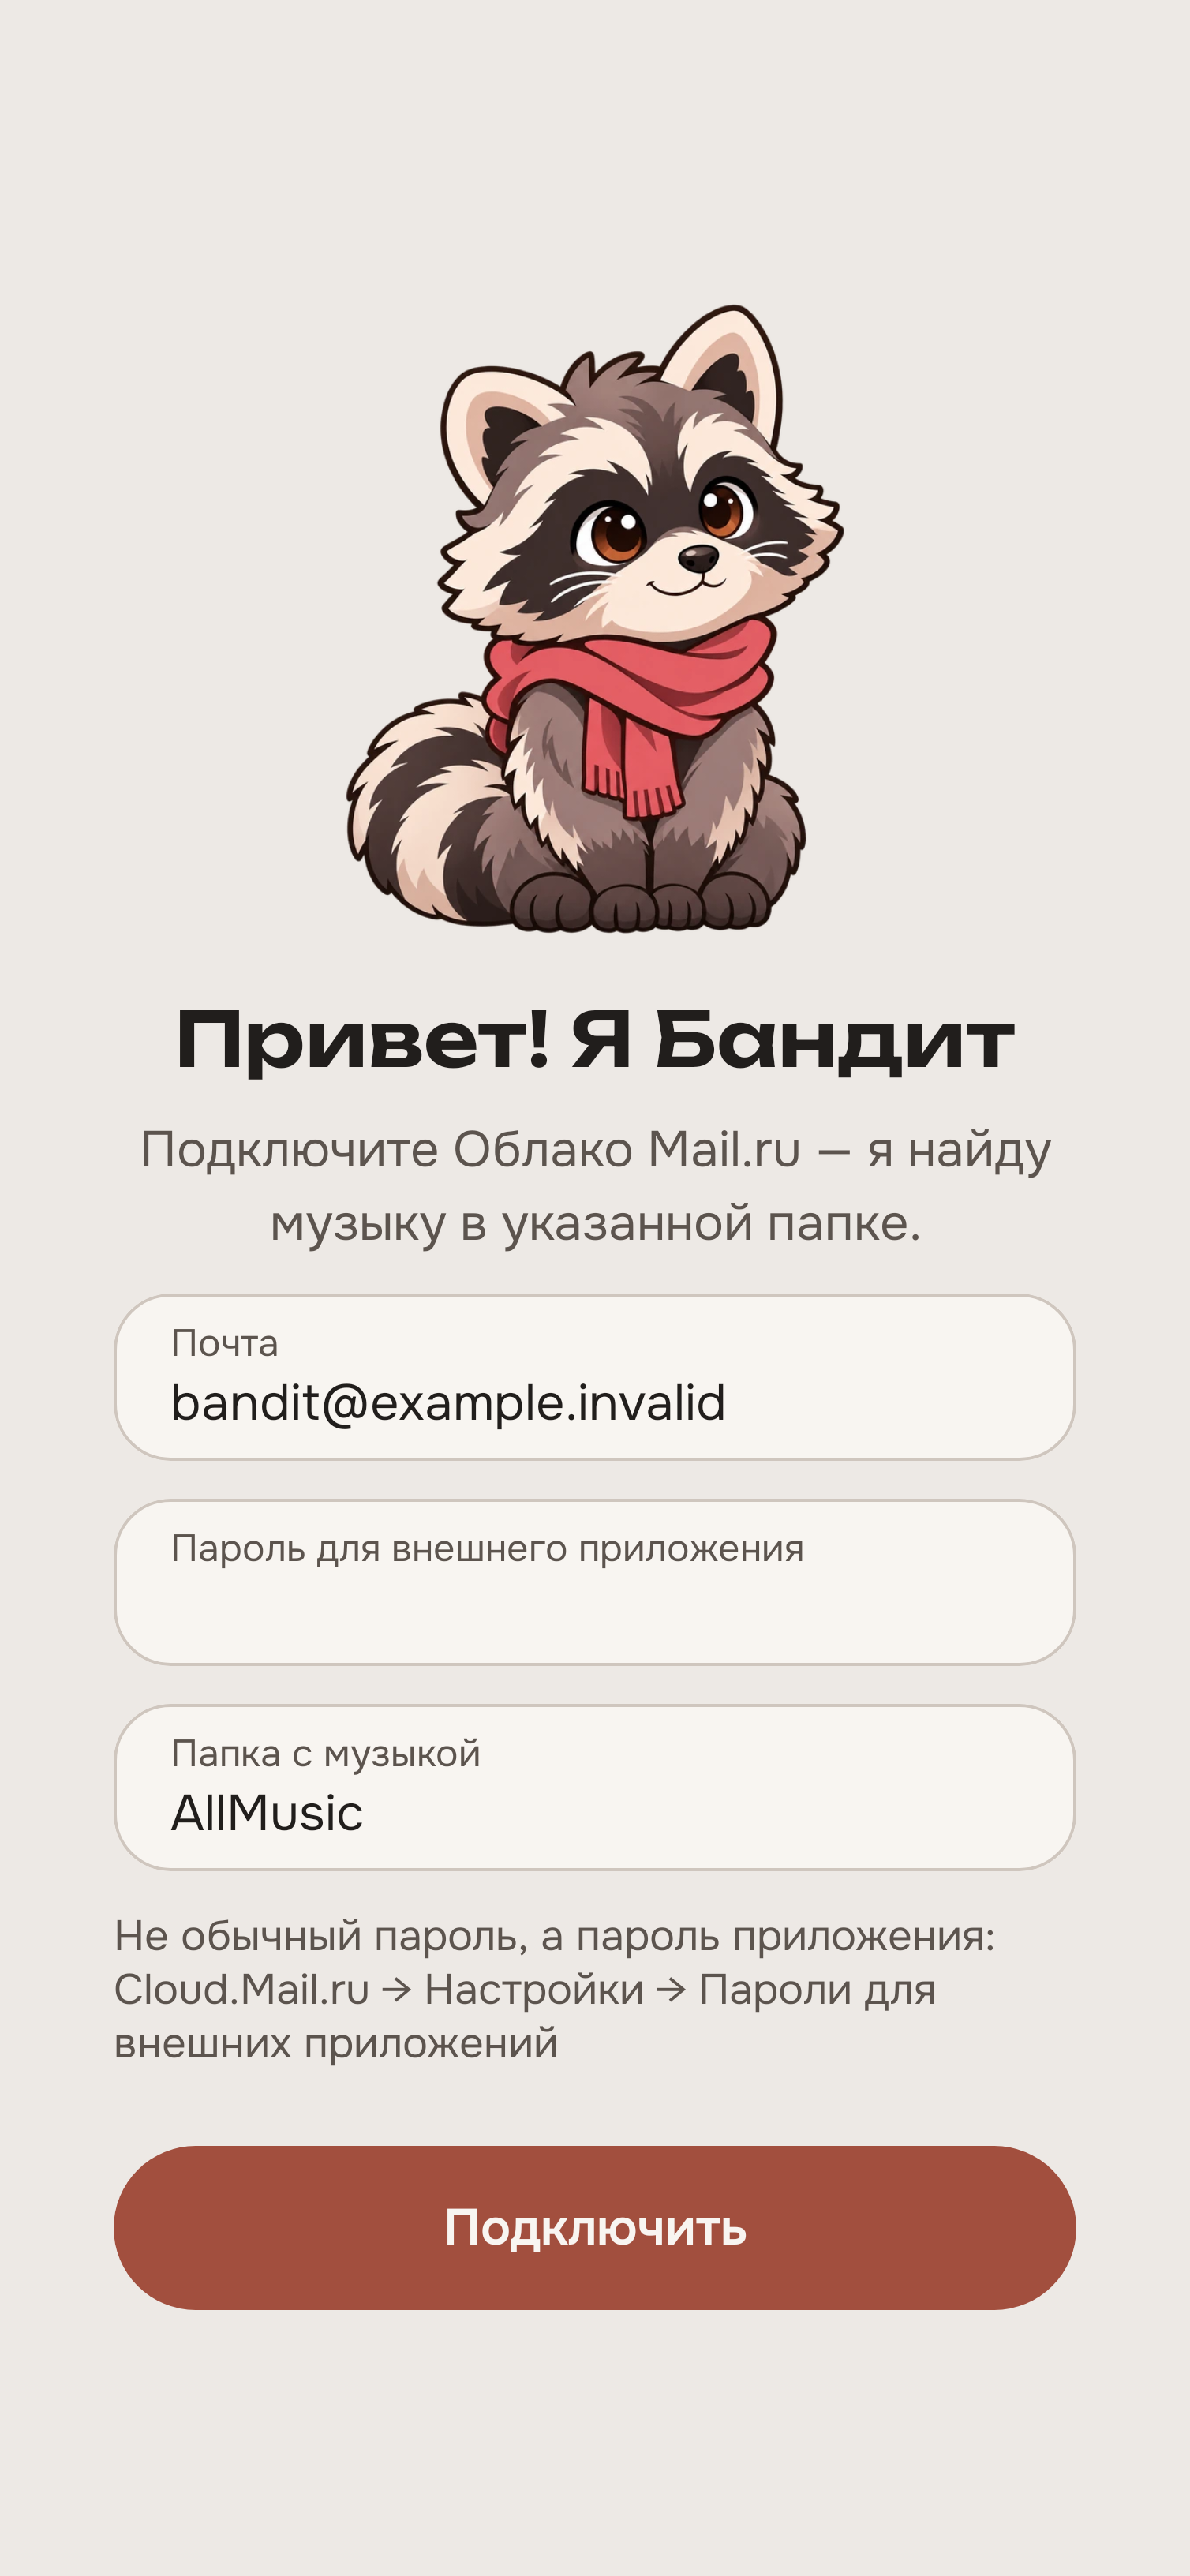 Привет! Я Бандит
Подключите Облако Mail.ru — я найду
музыку в указанной папке.
Почта
bandit@example.invalid
Пароль для внешнего приложения
Папка с музыкой
AllMusic
Не обычный пароль, а пароль приложения:
Cloud.Mail.ru → Настройки → Пароли для
внешних приложений
Подключить